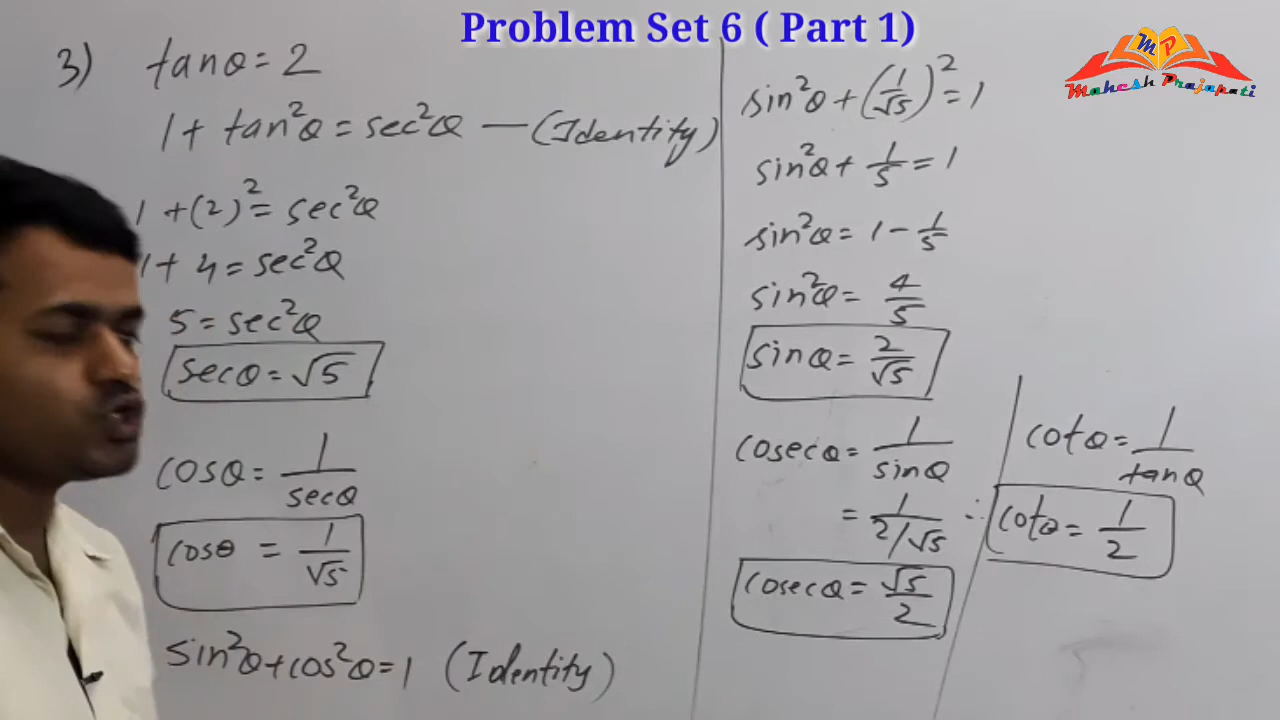 Problem Set 6 ( Part 1)
MP
Mahesh Prajapati
3) tanθ = 2
1 + tan²θ = sec²θ — (Identity)
1 + (2)² = sec²θ
1 + 4 = sec²θ
5 = sec²θ
secθ = √5
cosθ = 1/secθ
cosθ = 1/√5
sin²θ + cos²θ = 1 (Identity)
sin²θ + (1/√5)² = 1
sin²θ + 1/5 = 1
sin²θ = 1 - 1/5
sin²θ = 4/5
sinθ = 2/√5
cosecθ = 1/sinθ
= 1/2/√5
cosecθ = √5/2
cotθ = 1/tanθ
∴ cotθ = 1/2